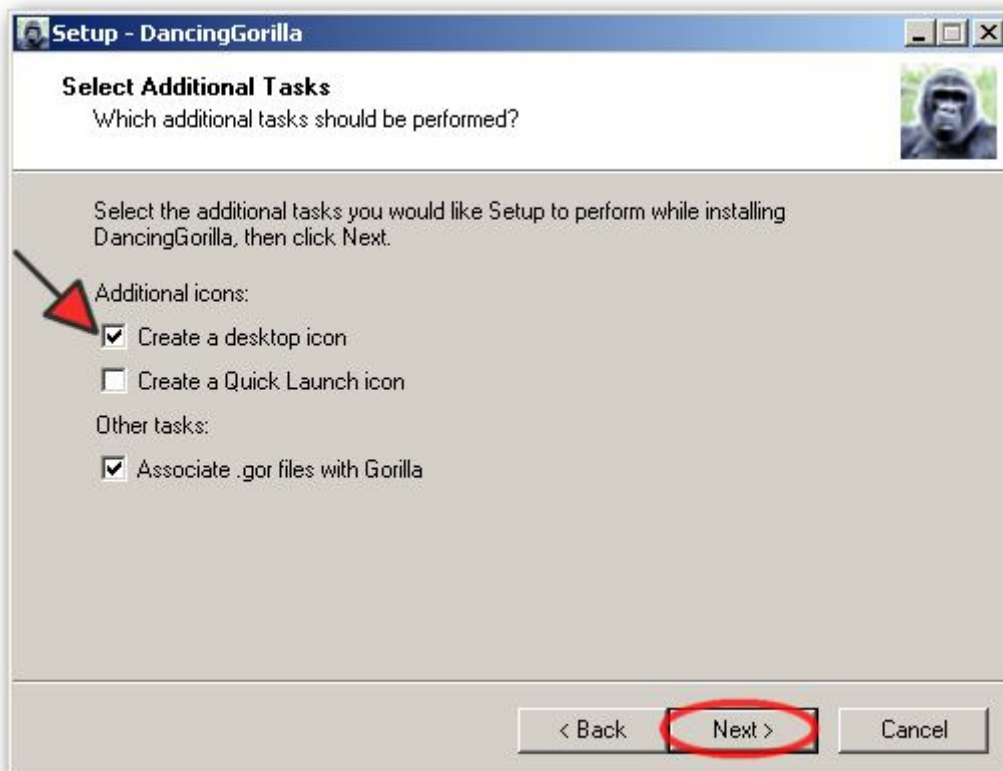 Setup - DancingGorilla
Select Additional Tasks
Which additional tasks should be performed?
Select the additional tasks you would like Setup to perform while installing
DancingGorilla, then click Next.
Additional icons:
Create a desktop icon
Create a Quick Launch icon
Other tasks:
Associate .gor files with Gorilla
< Back Next > Cancel